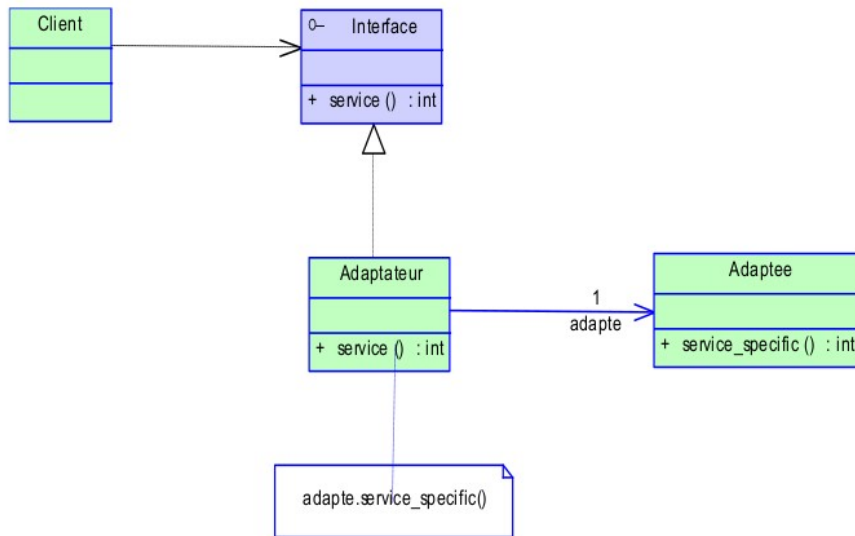 Client
Interface
+ service () : int
Adaptateur
+ service () : int
1
adapte
Adaptee
+ service_specific () : int
adapte.service_specific()